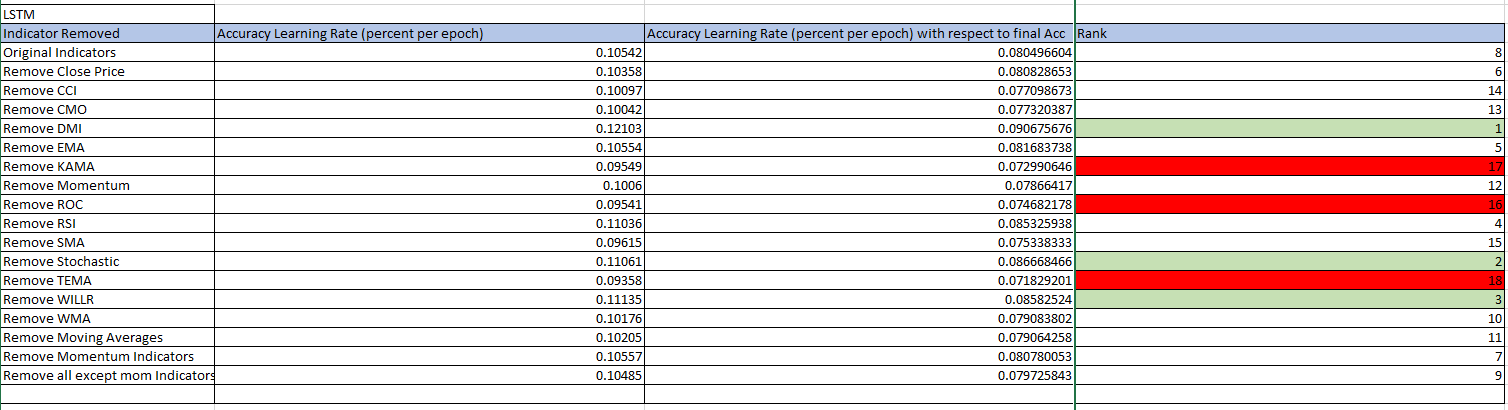 LSTM
Indicator Removed Accuracy Learning Rate (percent per epoch) Accuracy Learning Rate (percent per epoch) with respect to final Acc Rank
Original Indicators 0.10542 0.080496604 8
Remove Close Price 0.10358 0.080828653 6
Remove CCI 0.10097 0.077098673 14
Remove CMO 0.10042 0.077320387 13
Remove DMI 0.12103 0.090675676 1
Remove EMA 0.10554 0.081683738 5
Remove KAMA 0.09549 0.072990646 17
Remove Momentum 0.1006 0.07866417 12
Remove ROC 0.09541 0.074682178 16
Remove RSI 0.11036 0.085325938 4
Remove SMA 0.09615 0.075338333 15
Remove Stochastic 0.11061 0.086668466 2
Remove TEMA 0.09358 0.071829201 18
Remove WILLR 0.11135 0.08582524 3
Remove WMA 0.10176 0.079083802 10
Remove Moving Averages 0.10205 0.079064258 11
Remove Momentum Indicators 0.10557 0.080780053 7
Remove all except mom Indicators 0.10485 0.079725843 9